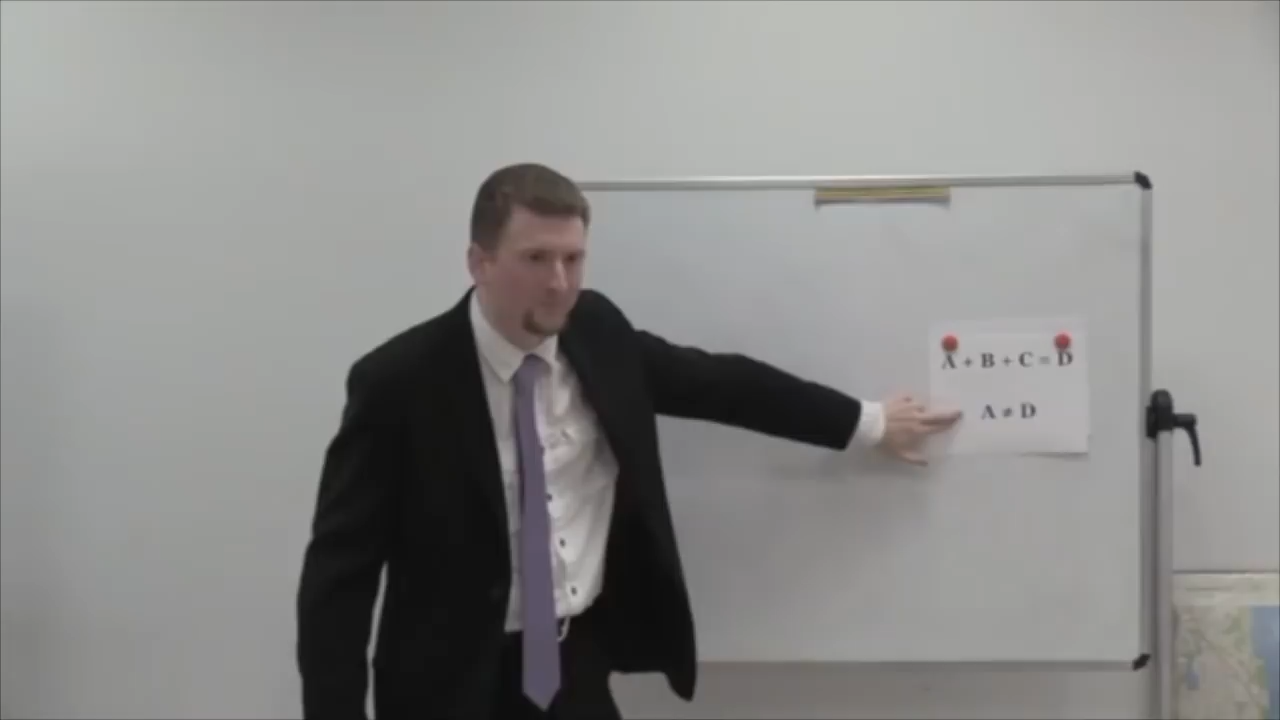 A + B + C = D
A ≠ D